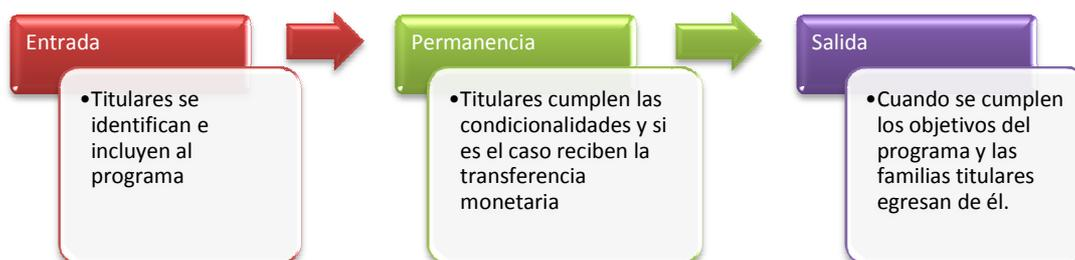 Entrada
•Titulares se
identifican e
incluyen al
programa
Permanencia
•Titulares cumplen las
condicionalidades y si
es el caso reciben la
transferencia
monetaria
Salida
•Cuando se cumplen
los objetivos del
programa y las
familias titulares
egresan de él.